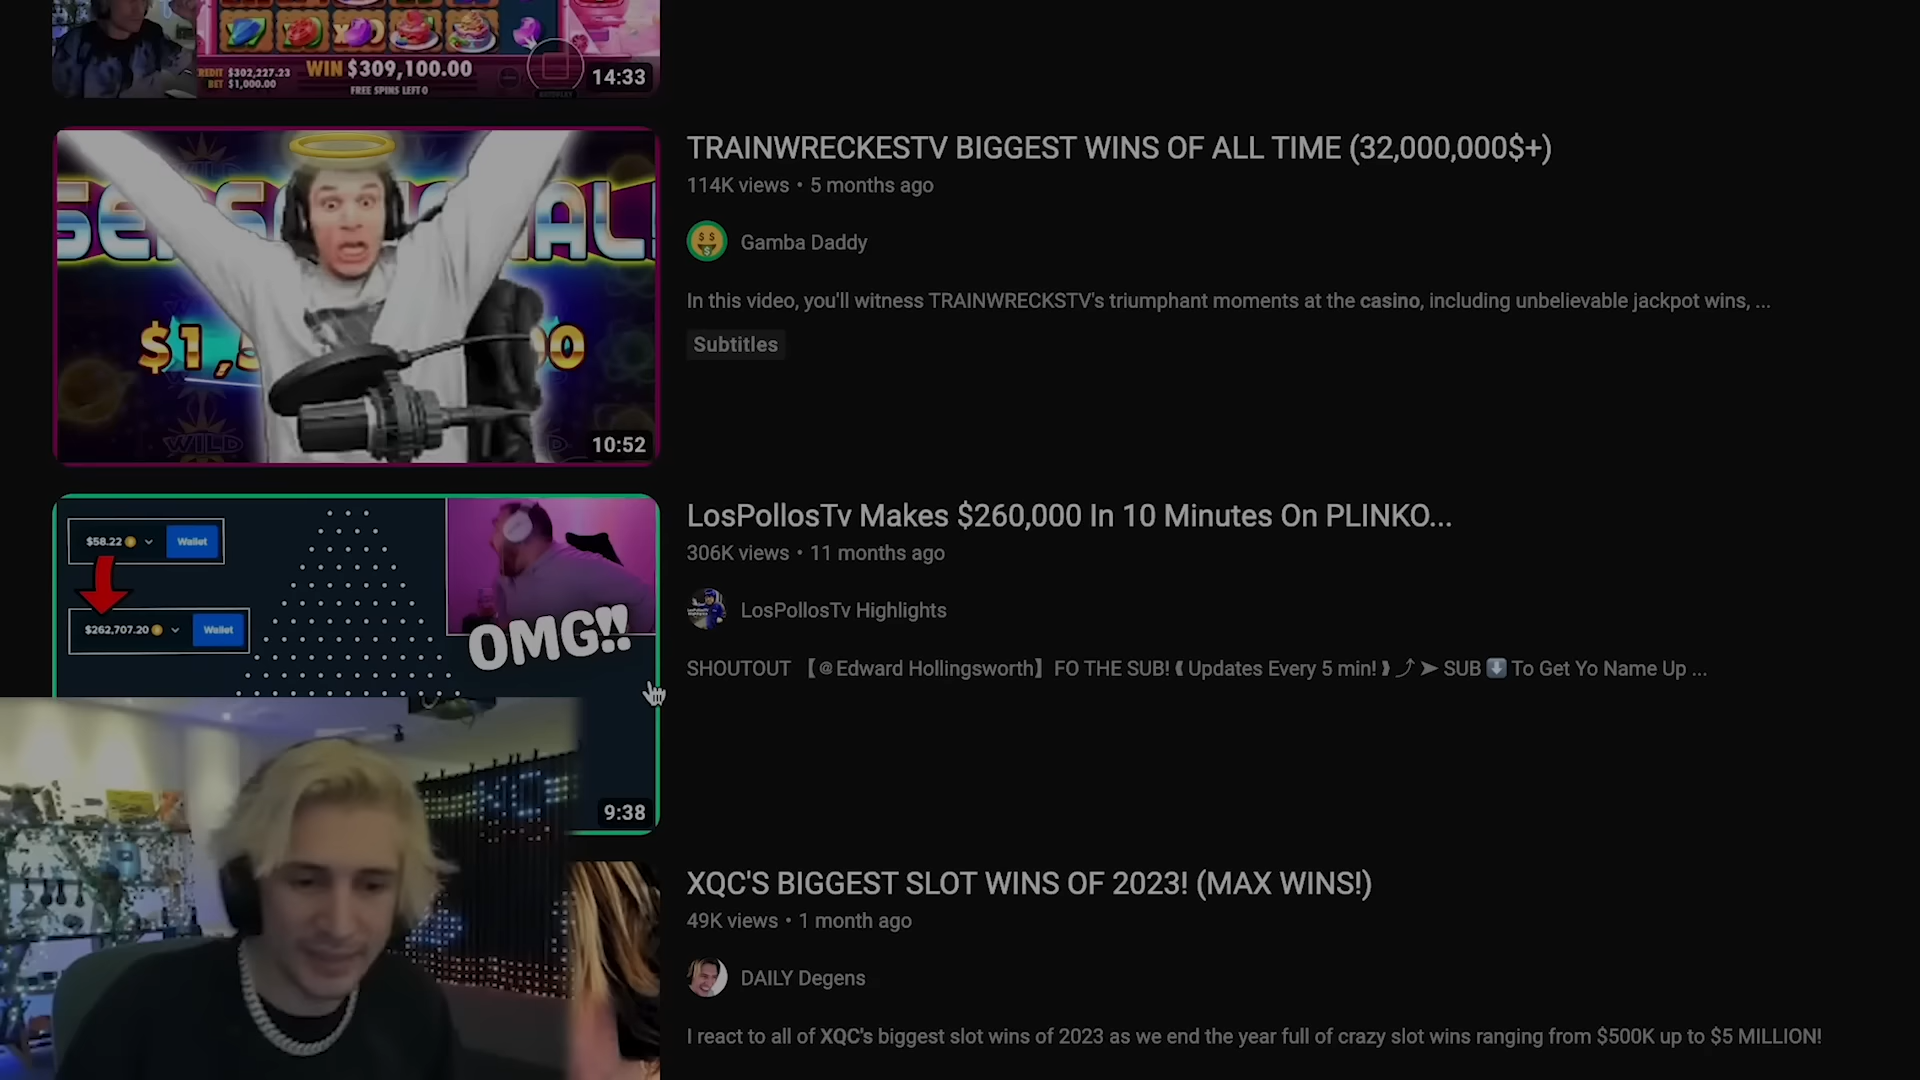 CREDIT $302,227.23
BET $1,000.00
WIN $309,100.00
FREE SPINS LEFT 0
14:33
TRAINWRECKESTV BIGGEST WINS OF ALL TIME (32,000,000$+)
114K views • 5 months ago
Gamba Daddy
In this video, you'll witness TRAINWRECKSTV's triumphant moments at the casino, including unbelievable jackpot wins, ...
Subtitles
WILD
10:52
LosPollosTv Makes $260,000 In 10 Minutes On PLINKO...
306K views • 11 months ago
LosPollosTv Highlights
SHOUTOUT 【@Edward Hollingsworth】FO THE SUB!⦅Updates Every 5 min!⦆⤴ ➤ SUB ⬇️ To Get Yo Name Up ...
$58.22
Wallet
$262,707.20
Wallet
OMG!!
9:38
XQC'S BIGGEST SLOT WINS OF 2023! (MAX WINS!)
49K views • 1 month ago
DAILY Degens
I react to all of XQC's biggest slot wins of 2023 as we end the year full of crazy slot wins ranging from $500K up to $5 MILLION!